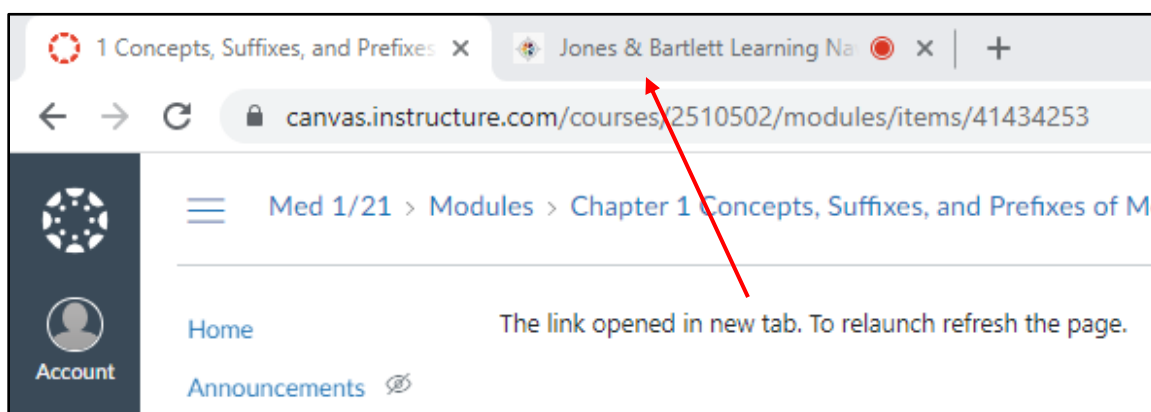 1 Concepts, Suffixes, and Prefixes
Jones & Bartlett Learning Na
canvas.instructure.com/courses/2510502/modules/items/41434253
Med 1/21 > Modules > Chapter 1 Concepts, Suffixes, and Prefixes of M
The link opened in new tab. To relaunch refresh the page.
Account
Home
Announcements